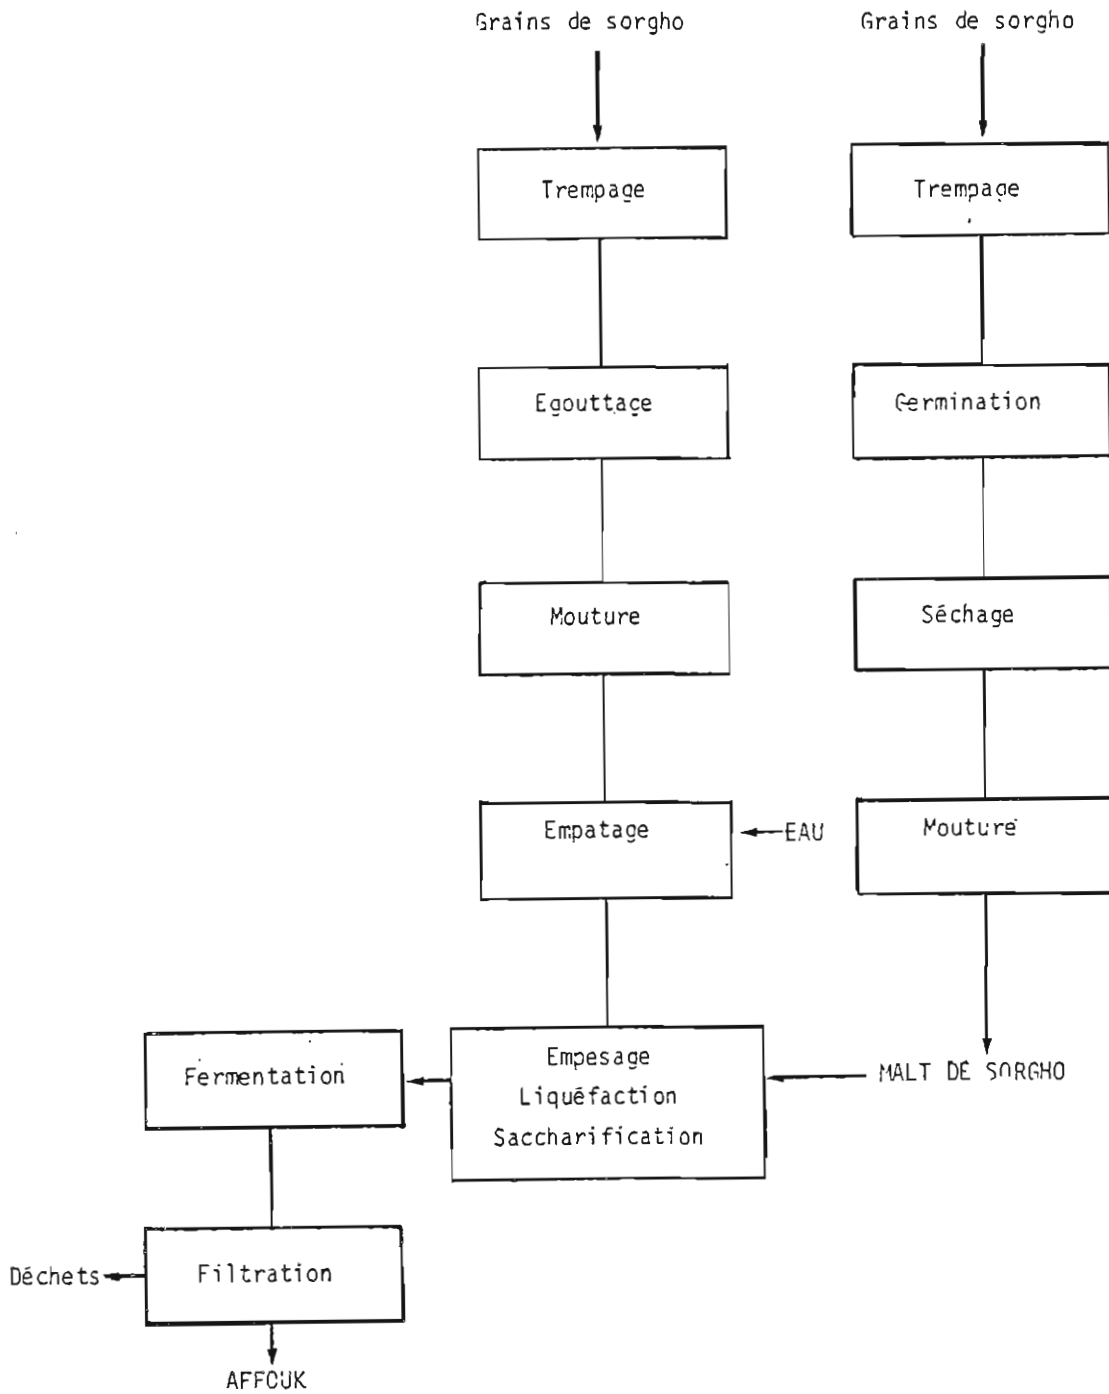 Grains de sorgho
Grains de sorgho
Trempage
Trempage
Egouttage
Germination
Mouture
Séchage
Empatage
EAU
Mouture
Fermentation
Empesage
Liquéfaction
Saccharification
MALT DE SORGHO
Déchets
Filtration
AFFOUK